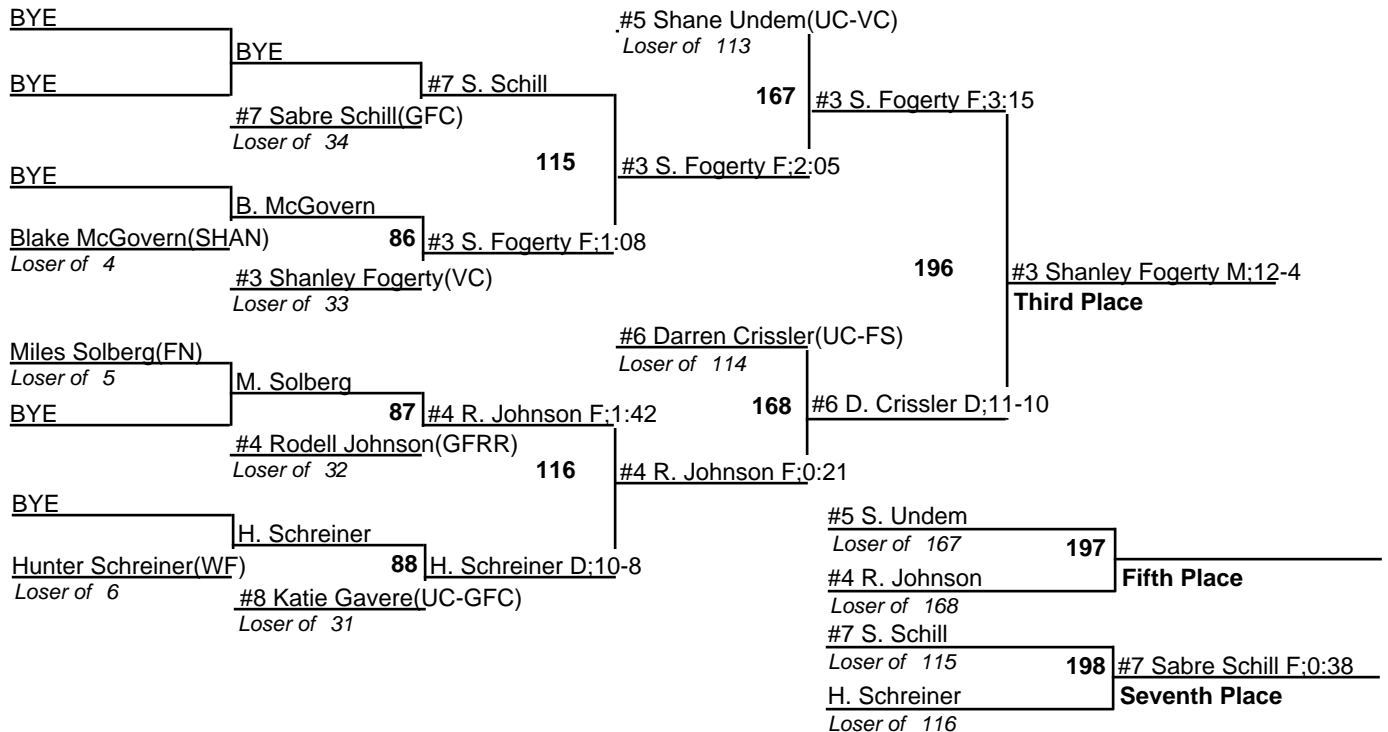 BYE
#5 Shane Undem(UC-VC)
Loser of 113
BYE
BYE
#7 S. Schill
167
#3 S. Fogerty F;3:15
#7 Sabre Schill(GFC)
Loser of 34
115
#3 S. Fogerty F;2:05
BYE
B. McGovern
Blake McGovern(SHAN)
Loser of 4
86
#3 S. Fogerty F;1:08
#3 Shanley Fogerty(VC)
Loser of 33
196
#3 Shanley Fogerty M;12-4
Third Place
Miles Solberg(FN)
Loser of 5
#6 Darren Crissler(UC-FS)
Loser of 114
M. Solberg
BYE
87
#4 R. Johnson F;1:42
168
#6 D. Crissler D;11-10
#4 Rodell Johnson(GFRR)
Loser of 32
116
#4 R. Johnson F;0:21
BYE
H. Schreiner
Hunter Schreiner(WF)
Loser of 6
88
H. Schreiner D;10-8
#8 Katie Gavere(UC-GFC)
Loser of 31
#5 S. Undem
Loser of 167
197
Fifth Place
#4 R. Johnson
Loser of 168
#7 S. Schill
Loser of 115
198
#7 Sabre Schill F;0:38
Seventh Place
H. Schreiner
Loser of 116